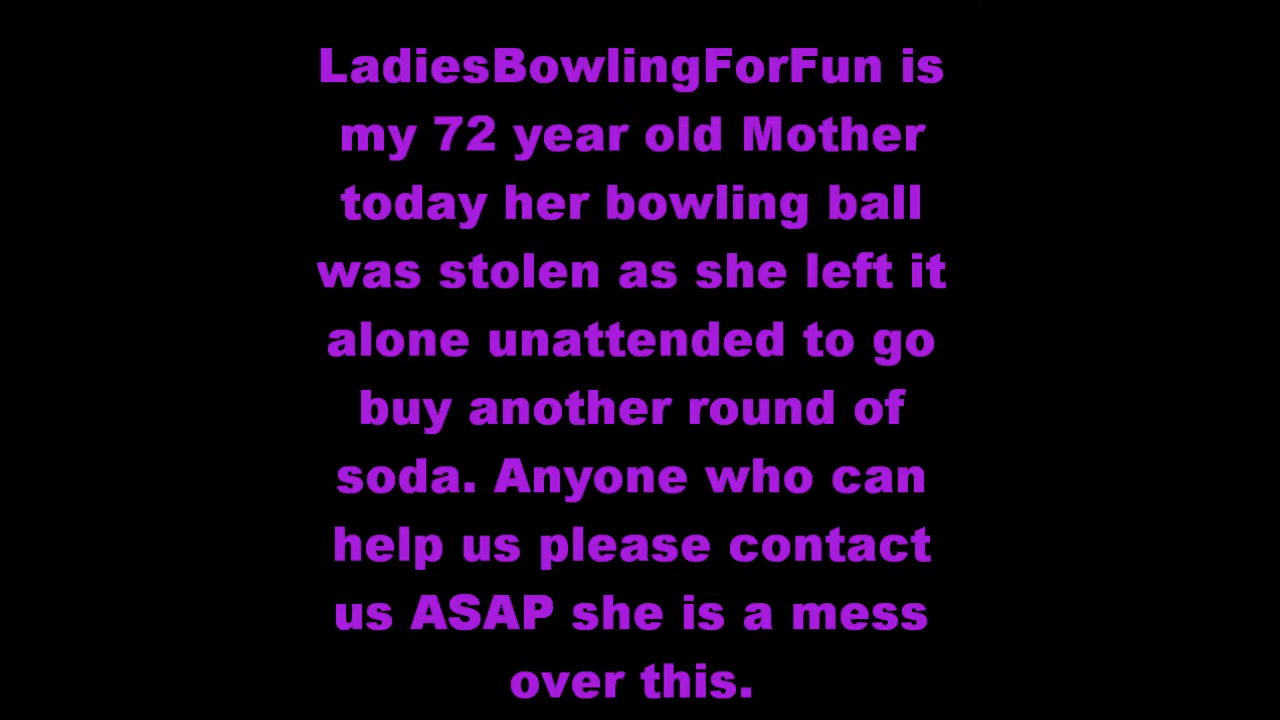 LadiesBowlingForFun is
my 72 year old Mother
today her bowling ball
was stolen as she left it
alone unattended to go
buy another round of
soda. Anyone who can
help us please contact
us ASAP she is a mess
over this.